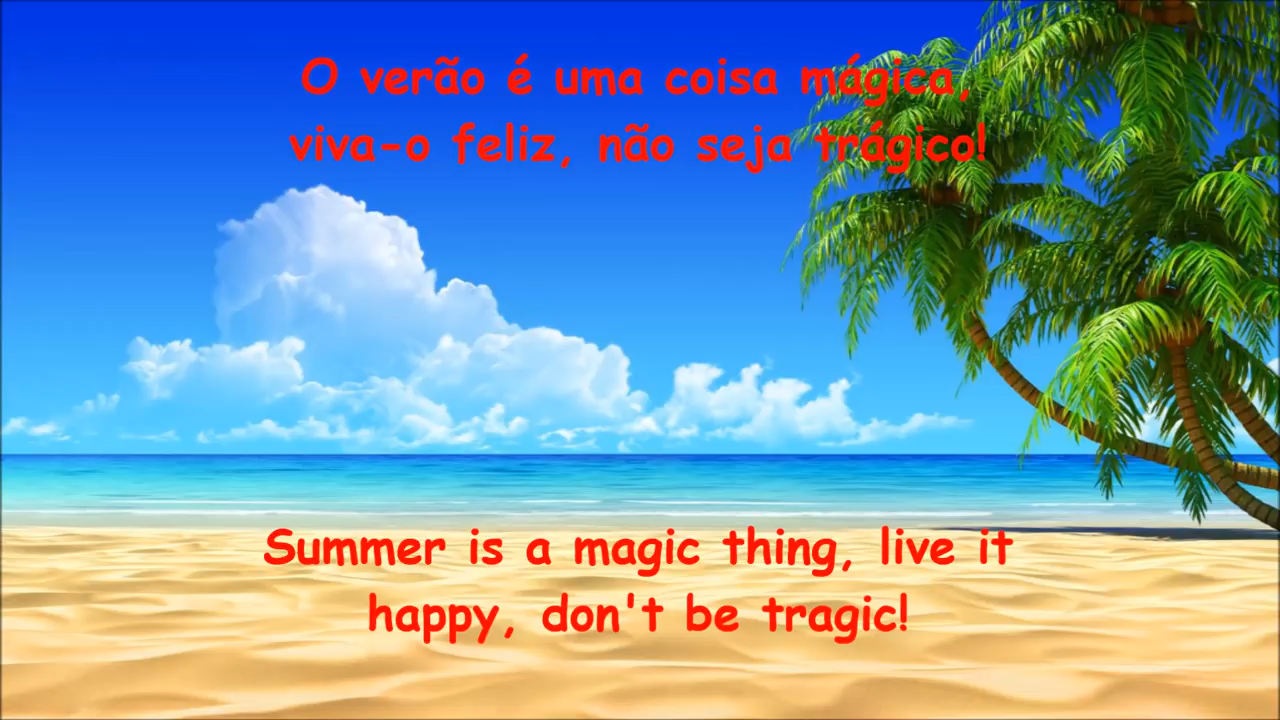 O verão é uma coisa mágica,
viva-o feliz, não seja trágico!
Summer is a magic thing, live it
happy, don't be tragic!